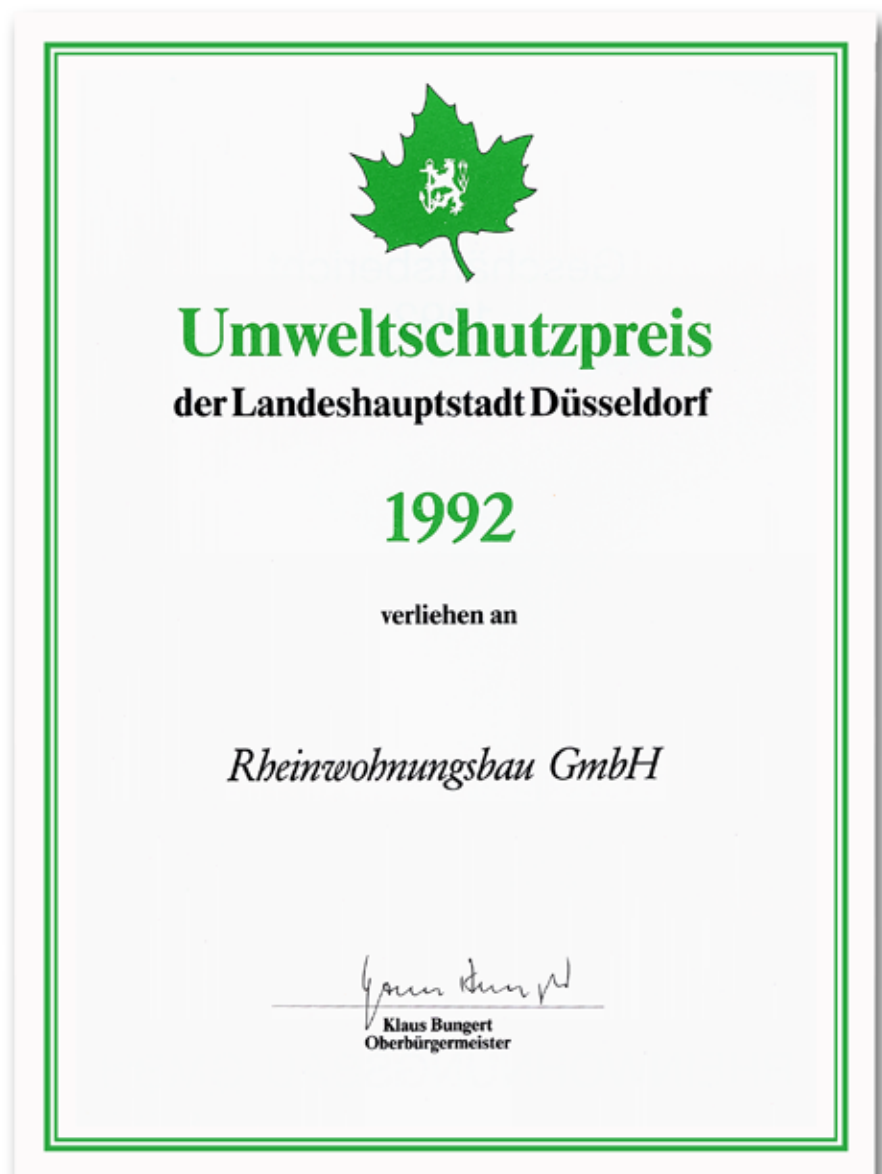 Umweltschutzpreis
der Landeshauptstadt Düsseldorf
1992
verliehen an
Rheinwohnungsbau GmbH
Klaus Bungert
Oberbürgermeister